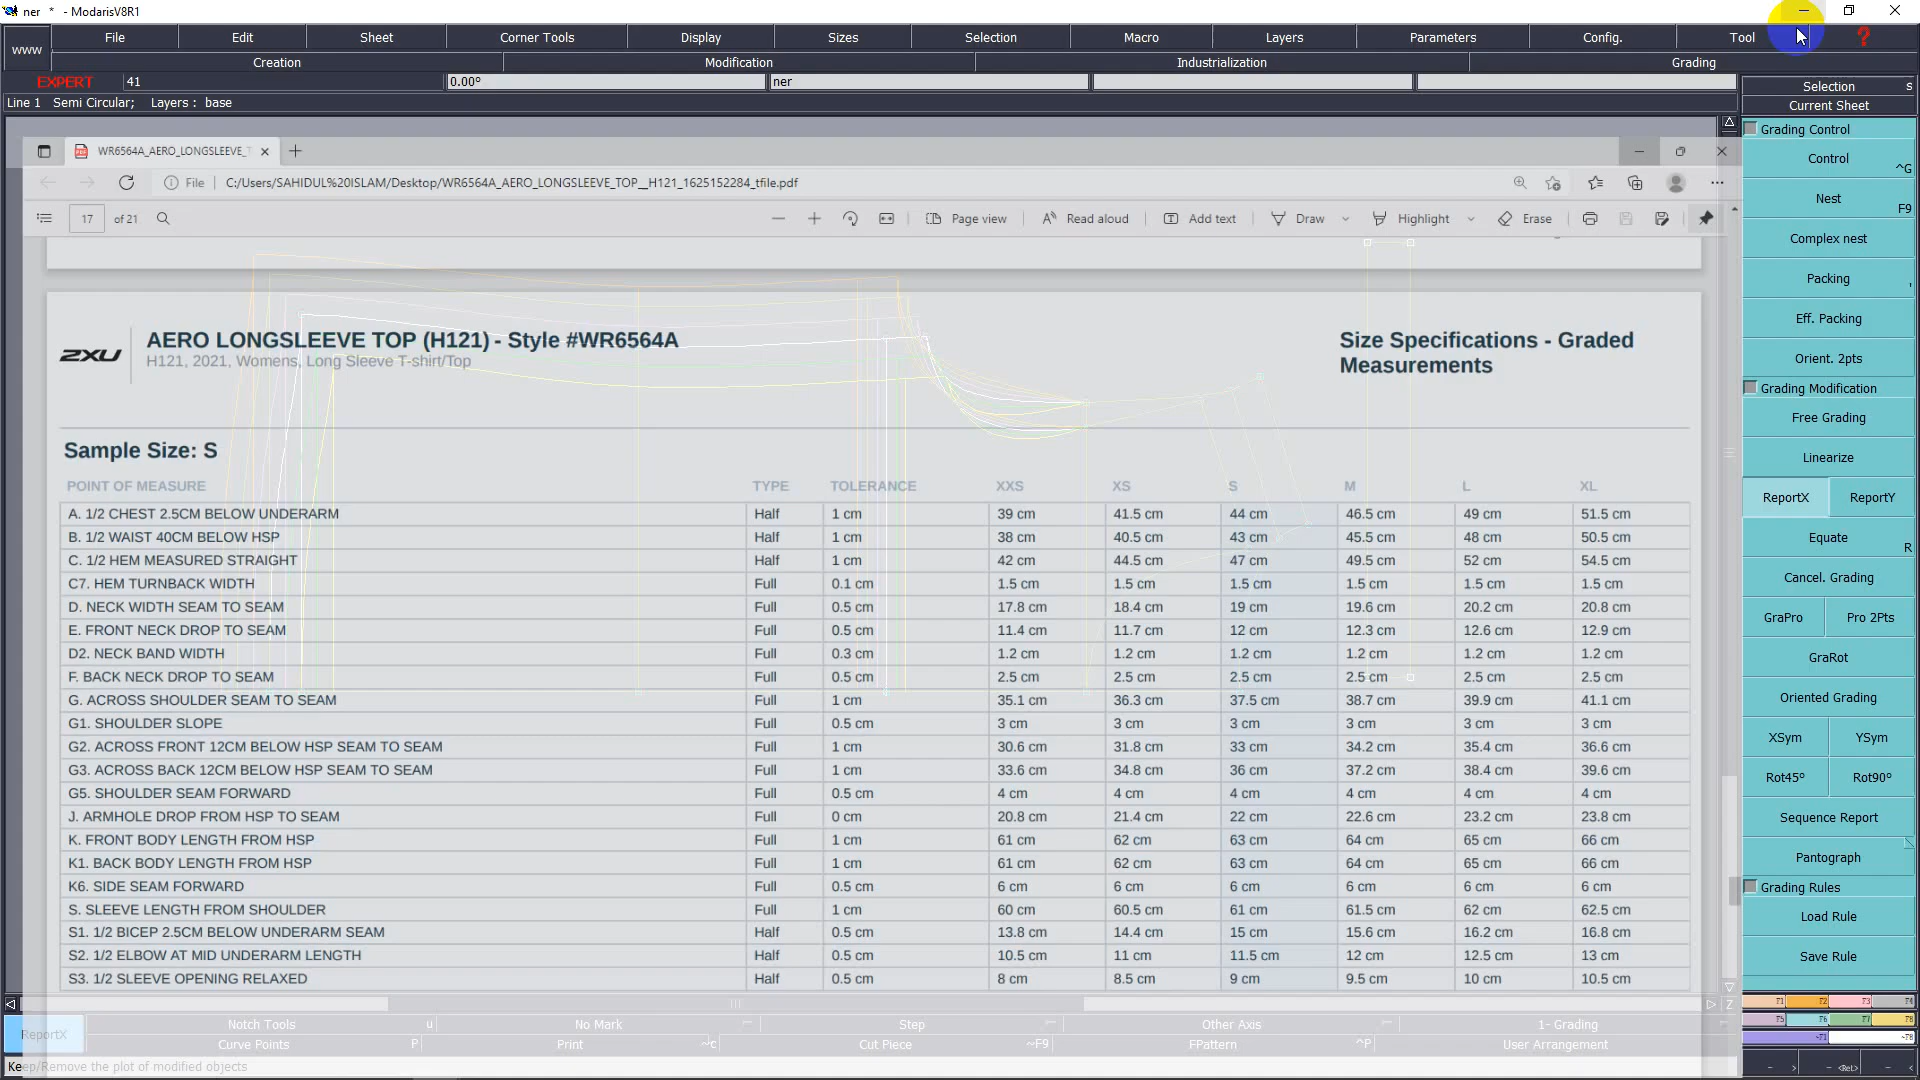 ner * - ModarisV8R1
www
File Edit Sheet Corner Tools Display Sizes Selection Macro Layers Parameters Config. Tool ?
Creation Modification Industrialization Grading
EXPERT 41 0.00° ner
Line 1 Semi Circular; Layers : base
Selection s
Current Sheet
Grading Control
Control ^G
Nest F9
Complex nest
Packing
Eff. Packing
Orient. 2pts
Grading Modification
Free Grading
Linearize
ReportX ReportY
Equate R
Cancel. Grading
GraPro Pro 2Pts
GraRot
Oriented Grading
XSym YSym
Rot45° Rot90°
Sequence Report
Pantograph
Grading Rules
Load Rule
Save Rule
WR6564A_AERO_LONGSLEEVE_T
File C:/Users/SAHIDUL%20ISLAM/Desktop/WR6564A_AERO_LONGSLEEVE_TOP__H121_1625152284_tfile.pdf
17 of 21 Page view Read aloud Add text Draw Highlight Erase
2XU
AERO LONGSLEEVE TOP (H121) - Style #WR6564A
H121, 2021, Womens, Long Sleeve T-shirt/Top
Size Specifications - Graded
Measurements
Sample Size: S
POINT OF MEASURE TYPE TOLERANCE XXS XS S M L XL
A. 1/2 CHEST 2.5CM BELOW UNDERARM Half 1 cm 39 cm 41.5 cm 44 cm 46.5 cm 49 cm 51.5 cm
B. 1/2 WAIST 40CM BELOW HSP Half 1 cm 38 cm 40.5 cm 43 cm 45.5 cm 48 cm 50.5 cm
C. 1/2 HEM MEASURED STRAIGHT Half 1 cm 42 cm 44.5 cm 47 cm 49.5 cm 52 cm 54.5 cm
C7. HEM TURNBACK WIDTH Full 0.1 cm 1.5 cm 1.5 cm 1.5 cm 1.5 cm 1.5 cm 1.5 cm
D. NECK WIDTH SEAM TO SEAM Full 0.5 cm 17.8 cm 18.4 cm 19 cm 19.6 cm 20.2 cm 20.8 cm
E. FRONT NECK DROP TO SEAM Full 0.5 cm 11.4 cm 11.7 cm 12 cm 12.3 cm 12.6 cm 12.9 cm
D2. NECK BAND WIDTH Full 0.3 cm 1.2 cm 1.2 cm 1.2 cm 1.2 cm 1.2 cm 1.2 cm
F. BACK NECK DROP TO SEAM Full 0.5 cm 2.5 cm 2.5 cm 2.5 cm 2.5 cm 2.5 cm 2.5 cm
G. ACROSS SHOULDER SEAM TO SEAM Full 1 cm 35.1 cm 36.3 cm 37.5 cm 38.7 cm 39.9 cm 41.1 cm
G1. SHOULDER SLOPE Full 0.5 cm 3 cm 3 cm 3 cm 3 cm 3 cm 3 cm
G2. ACROSS FRONT 12CM BELOW HSP SEAM TO SEAM Full 1 cm 30.6 cm 31.8 cm 33 cm 34.2 cm 35.4 cm 36.6 cm
G3. ACROSS BACK 12CM BELOW HSP SEAM TO SEAM Full 1 cm 33.6 cm 34.8 cm 36 cm 37.2 cm 38.4 cm 39.6 cm
G5. SHOULDER SEAM FORWARD Full 0.5 cm 4 cm 4 cm 4 cm 4 cm 4 cm 4 cm
J. ARMHOLE DROP FROM HSP TO SEAM Full 0 cm 20.8 cm 21.4 cm 22 cm 22.6 cm 23.2 cm 23.8 cm
K. FRONT BODY LENGTH FROM HSP Full 1 cm 61 cm 62 cm 63 cm 64 cm 65 cm 66 cm
K1. BACK BODY LENGTH FROM HSP Full 1 cm 61 cm 62 cm 63 cm 64 cm 65 cm 66 cm
K6. SIDE SEAM FORWARD Full 0.5 cm 6 cm 6 cm 6 cm 6 cm 6 cm 6 cm
S. SLEEVE LENGTH FROM SHOULDER Full 1 cm 60 cm 60.5 cm 61 cm 61.5 cm 62 cm 62.5 cm
S1. 1/2 BICEP 2.5CM BELOW UNDERARM SEAM Half 0.5 cm 13.8 cm 14.4 cm 15 cm 15.6 cm 16.2 cm 16.8 cm
S2. 1/2 ELBOW AT MID UNDERARM LENGTH Half 0.5 cm 10.5 cm 11 cm 11.5 cm 12 cm 12.5 cm 13 cm
S3. 1/2 SLEEVE OPENING RELAXED Half 0.5 cm 8 cm 8.5 cm 9 cm 9.5 cm 10 cm 10.5 cm
F1 F2 F3 F4
F5 F6 F7 F8
~F1 ~F8
<Rel>
ReportX
Notch Tools u No Mark Step Other Axis 1- Grading
Curve Points P Print ~c Cut Piece ~F9 FPattern ^P User Arrangement
Keep/Remove the plot of modified objects